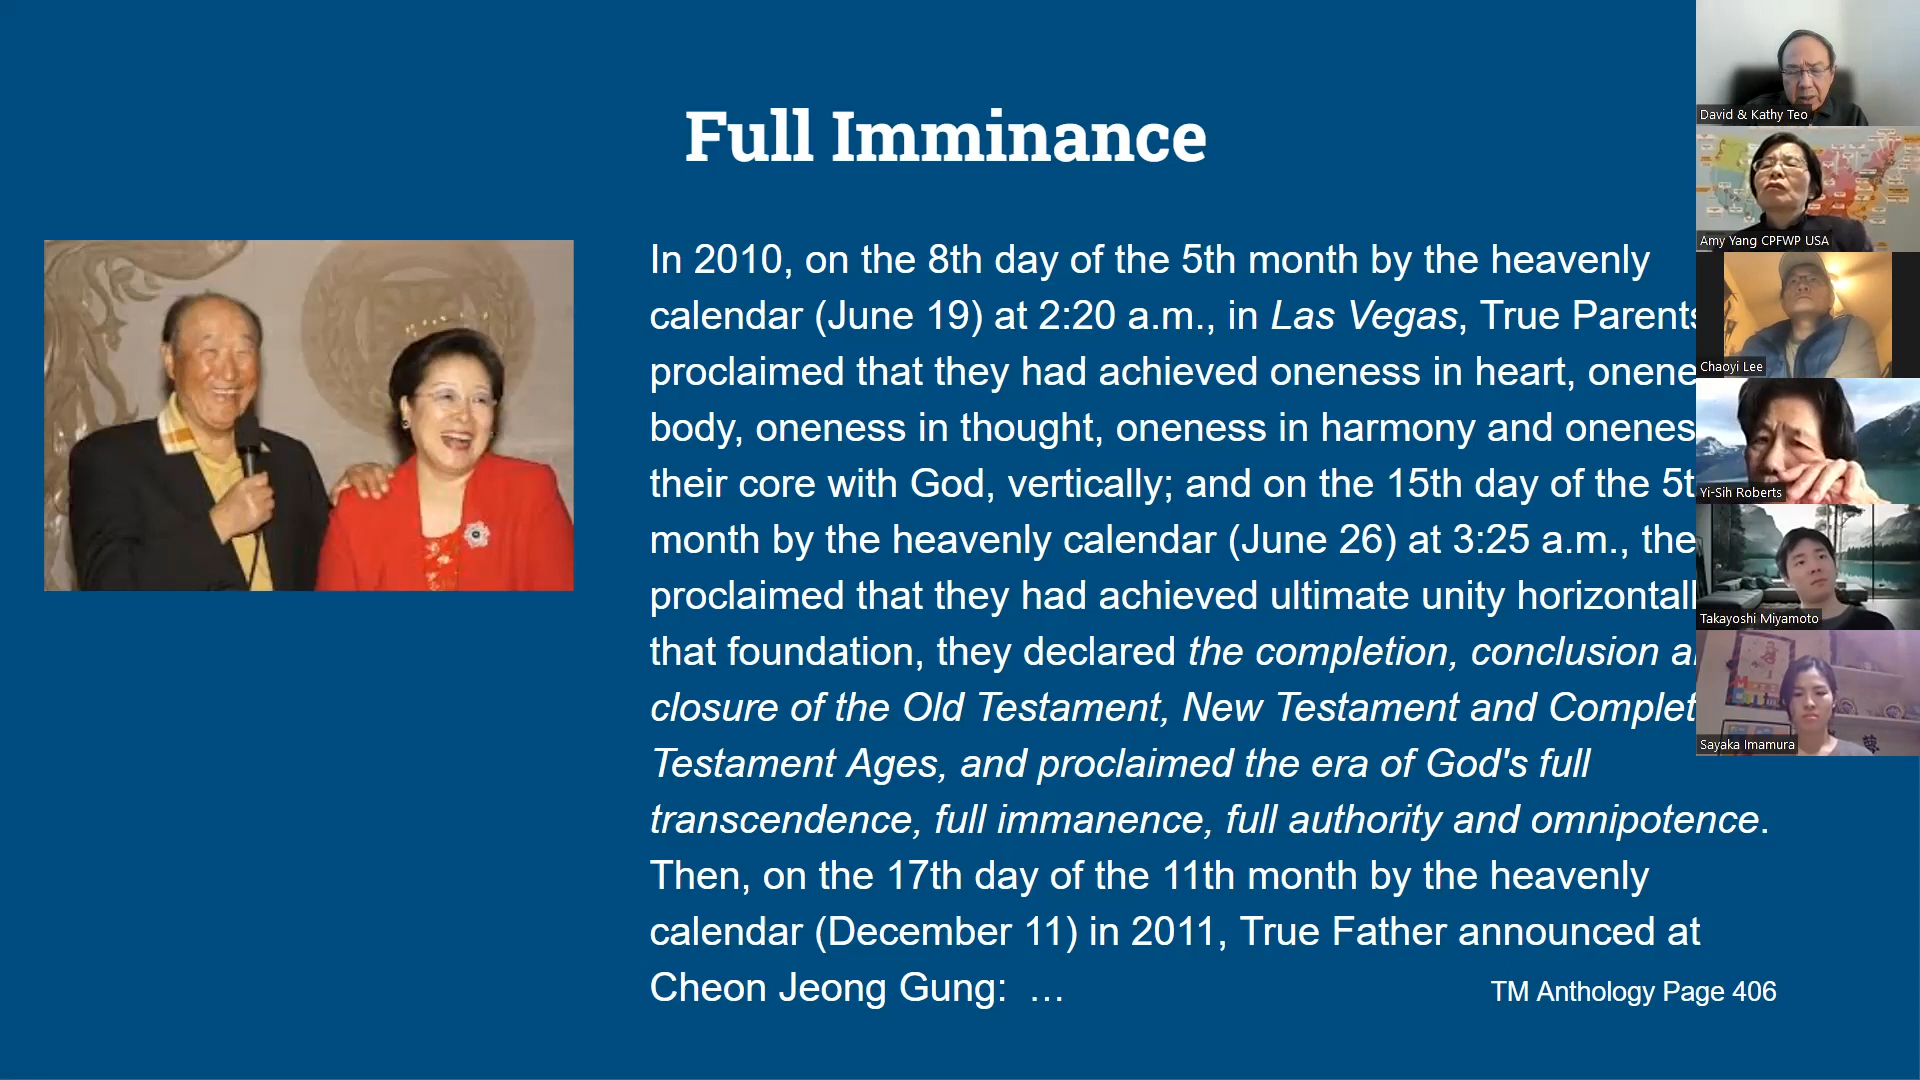 Full Imminance
In 2010, on the 8th day of the 5th month by the heavenly
calendar (June 19) at 2:20 a.m., in Las Vegas, True Parents
proclaimed that they had achieved oneness in heart,
body, oneness in thought, oneness in harmony and
their core with God, vertically; and on the 15th day of the
month by the heavenly calendar (June 26) at 3:25 a.m.,
proclaimed that they had achieved ultimate unity
that foundation, they declared the completion, conclusion
closure of the Old Testament, New Testament and
Testament Ages, and proclaimed the era of God's full
transcendence, full immanence, full authority and omnipotence.
Then, on the 17th day of the 11th month by the heavenly
calendar (December 11) in 2011, True Father announced at
Cheon Jeong Gung: ...
TM Anthology Page 406
David & Kathy Teo
Amy Yang CPFWP USA
Chaoyi Lee
Yi-Sih Roberts
Takayoshi Miyamoto
Sayaka Imamura